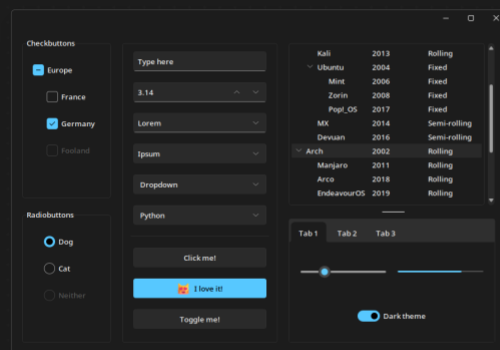 Checkbuttons
Europe
France
Germany
Fooland
Radiobuttons
Dog
Cat
Neither
Type here
3.14
Lorem
Ipsum
Dropdown
Python
Click me!
I love it!
Toggle me!
Kali 2013 Rolling
Ubuntu 2004 Fixed
Mint 2006 Fixed
Zorin 2008 Fixed
Pop!_OS 2017 Fixed
MX 2014 Semi-rolling
Devuan 2016 Semi-rolling
Arch 2002 Rolling
Manjaro 2011 Rolling
Arco 2018 Rolling
EndeavourOS 2019 Rolling
Tab 1 Tab 2 Tab 3
Dark theme